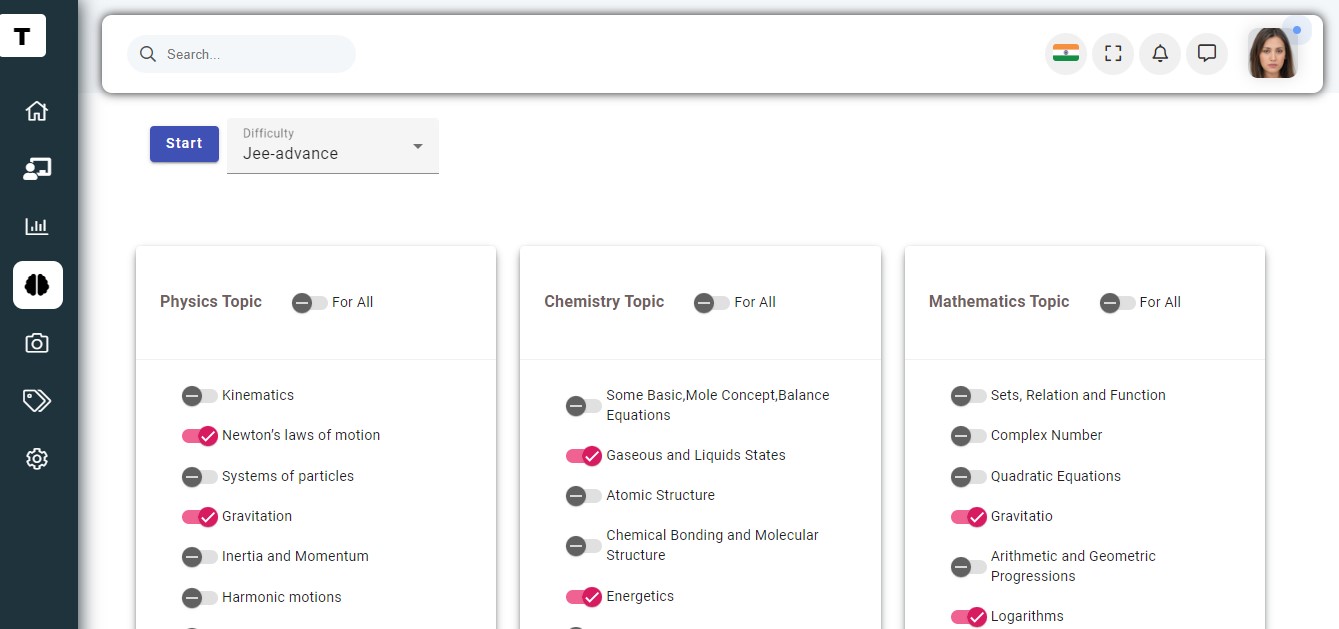 T
Search...
Start
Difficulty
Jee-advance
Physics Topic
For All
Kinematics
Newton’s laws of motion
Systems of particles
Gravitation
Inertia and Momentum
Harmonic motions
Chemistry Topic
For All
Some Basic,Mole Concept,Balance
Equations
Gaseous and Liquids States
Atomic Structure
Chemical Bonding and Molecular
Structure
Energetics
Mathematics Topic
For All
Sets, Relation and Function
Complex Number
Quadratic Equations
Gravitatio
Arithmetic and Geometric
Progressions
Logarithms